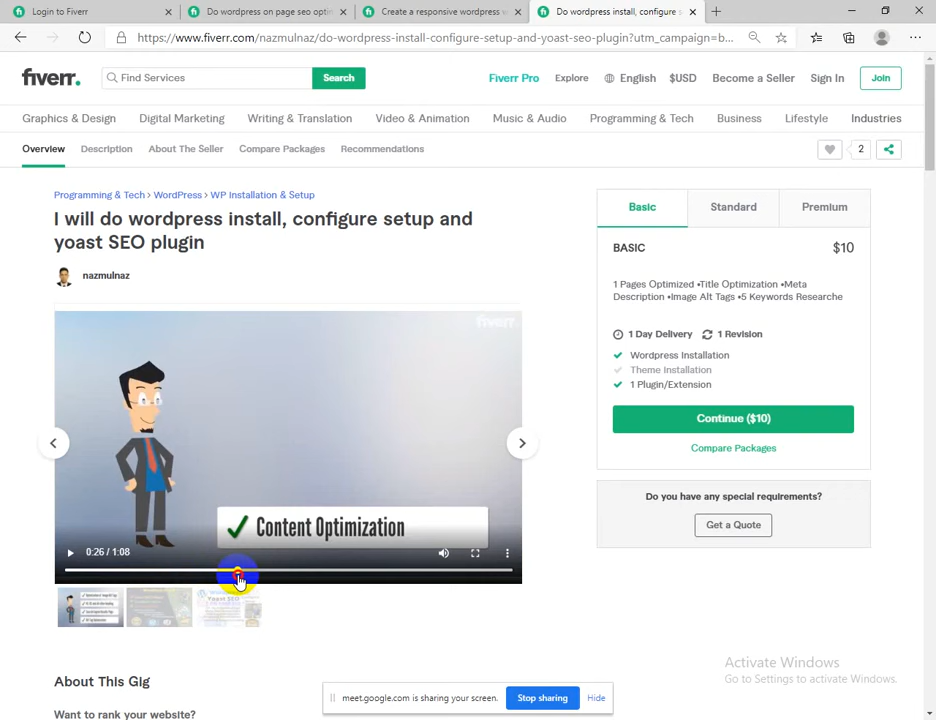 Login to Fiverr
Do wordpress on page seo optin
Create a responsive wordpress w
Do wordpress install, configure s
https://www.fiverr.com/nazmulnaz/do-wordpress-install-configure-setup-and-yoast-seo-plugin?utm_campaign=b...
fiverr.
Find Services
Search
Fiverr Pro
Explore
English
$USD
Become a Seller
Sign In
Join
Graphics & Design
Digital Marketing
Writing & Translation
Video & Animation
Music & Audio
Programming & Tech
Business
Lifestyle
Industries
Overview
Description
About The Seller
Compare Packages
Recommendations
2
Programming & Tech › WordPress › WP Installation & Setup
I will do wordpress install, configure setup and
yoast SEO plugin
nazmulnaz
fiverr.
Content Optimization
0:26 / 1:08
Basic
Standard
Premium
BASIC
$10
1 Pages Optimized •Title Optimization •Meta
Description •Image Alt Tags •5 Keywords Researche
1 Day Delivery
1 Revision
Wordpress Installation
Theme Installation
1 Plugin/Extension
Continue ($10)
Compare Packages
Do you have any special requirements?
Get a Quote
Yoast SEO
About This Gig
Want to rank your website?
meet.google.com is sharing your screen.
Stop sharing
Hide
Activate Windows
Go to Settings to activate Windows.